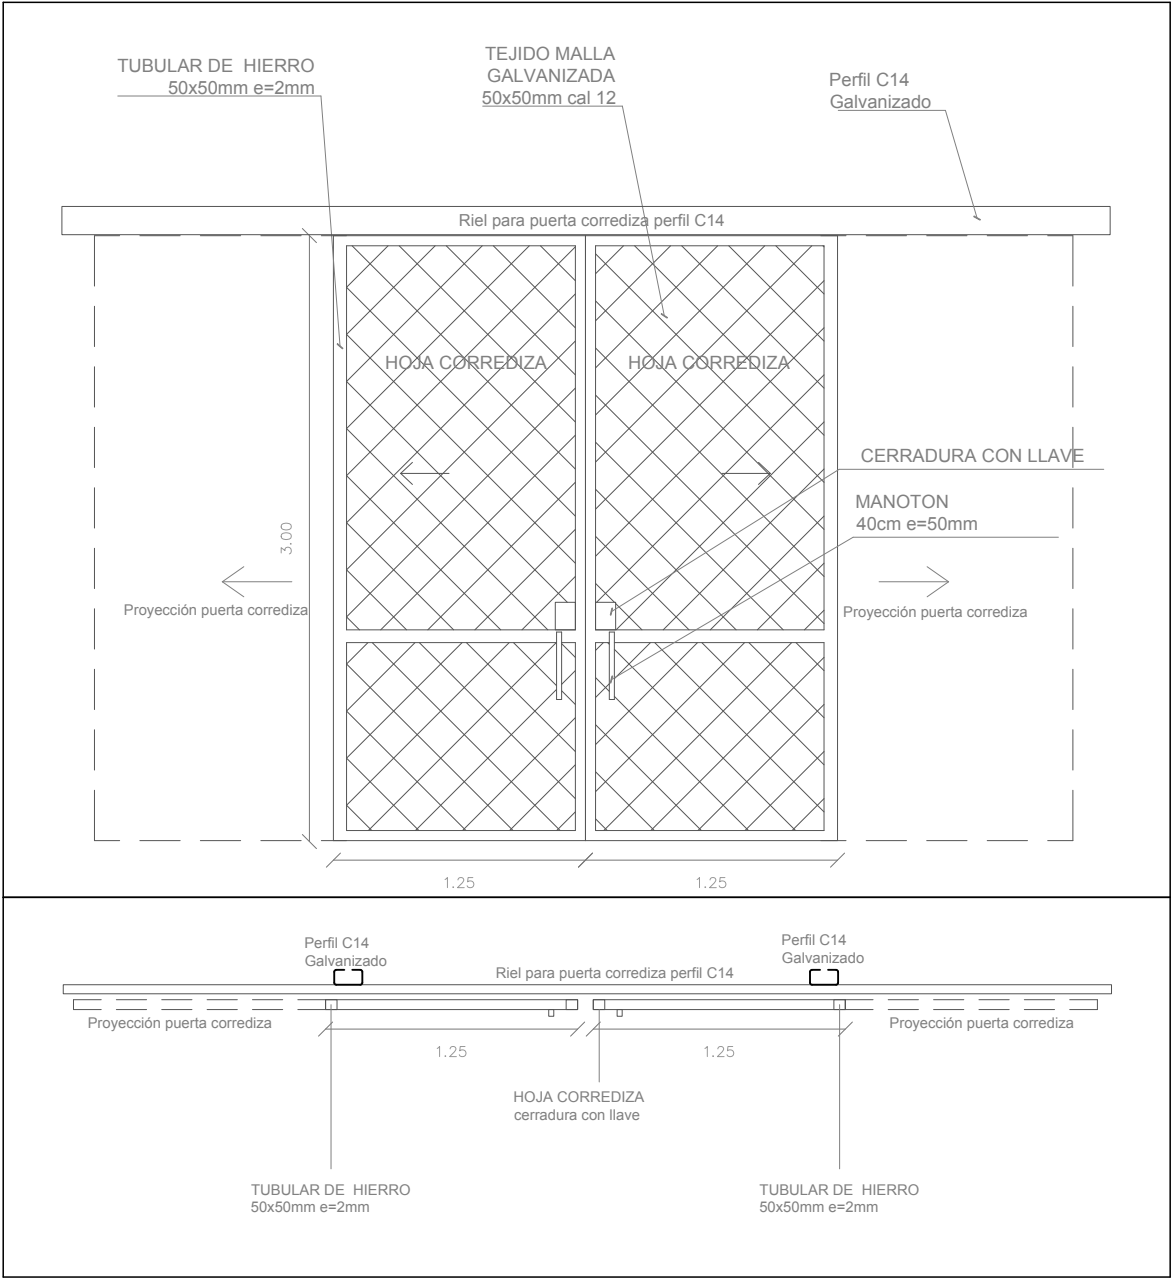 TUBULAR DE HIERRO
50x50mm e=2mm
TEJIDO MALLA
GALVANIZADA
50x50mm cal 12
Perfil C14
Galvanizado
Riel para puerta corrediza perfil C14
HOJA CORREDIZA
HOJA CORREDIZA
CERRADURA CON LLAVE
MANOTON
40cm e=50mm
3.00
Proyección puerta corrediza
Proyección puerta corrediza
1.25
1.25
Perfil C14
Galvanizado
Riel para puerta corrediza perfil C14
Perfil C14
Galvanizado
Proyección puerta corrediza
Proyección puerta corrediza
1.25
1.25
HOJA CORREDIZA
cerradura con llave
TUBULAR DE HIERRO
50x50mm e=2mm
TUBULAR DE HIERRO
50x50mm e=2mm